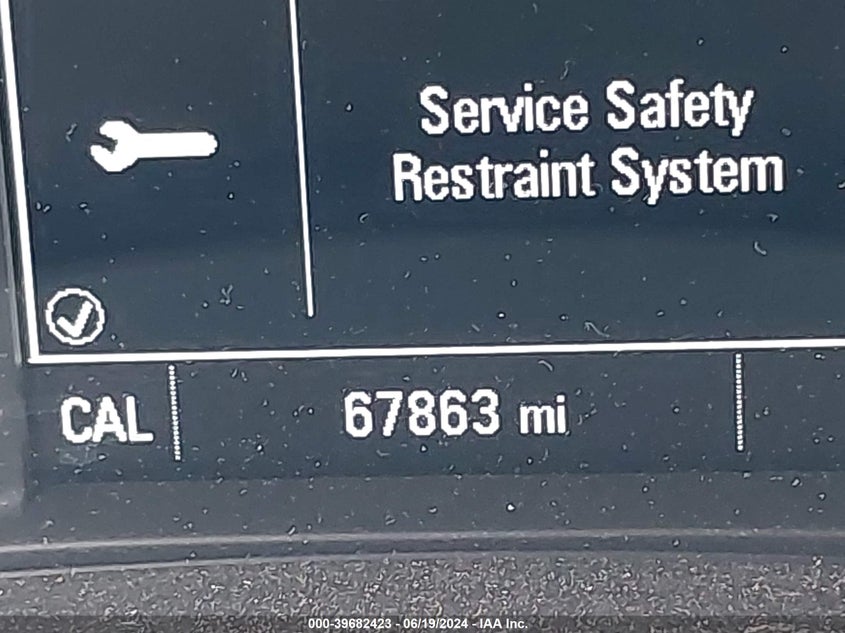 Service Safety
Restraint System
CAL 67863 mi
000-39682423 - 06/19/2024 - IAA Inc.